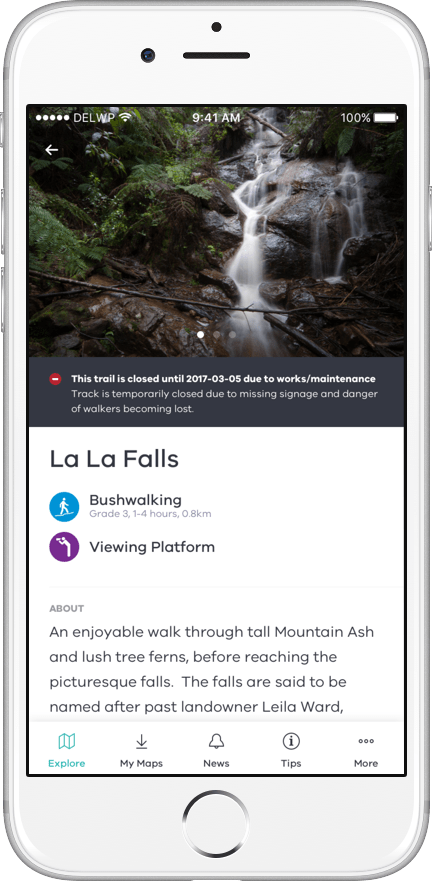 DELWP 9:41 AM 100%
This trail is closed until 2017-03-05 due to works/maintenance
Track is temporarily closed due to missing signage and danger
of walkers becoming lost.
La La Falls
Bushwalking
Grade 3, 1-4 hours, 0.8km
Viewing Platform
ABOUT
An enjoyable walk through tall Mountain Ash
and lush tree ferns, before reaching the
picturesque falls.  The falls are said to be
named after past landowner Leila Ward,
Explore My Maps News Tips More